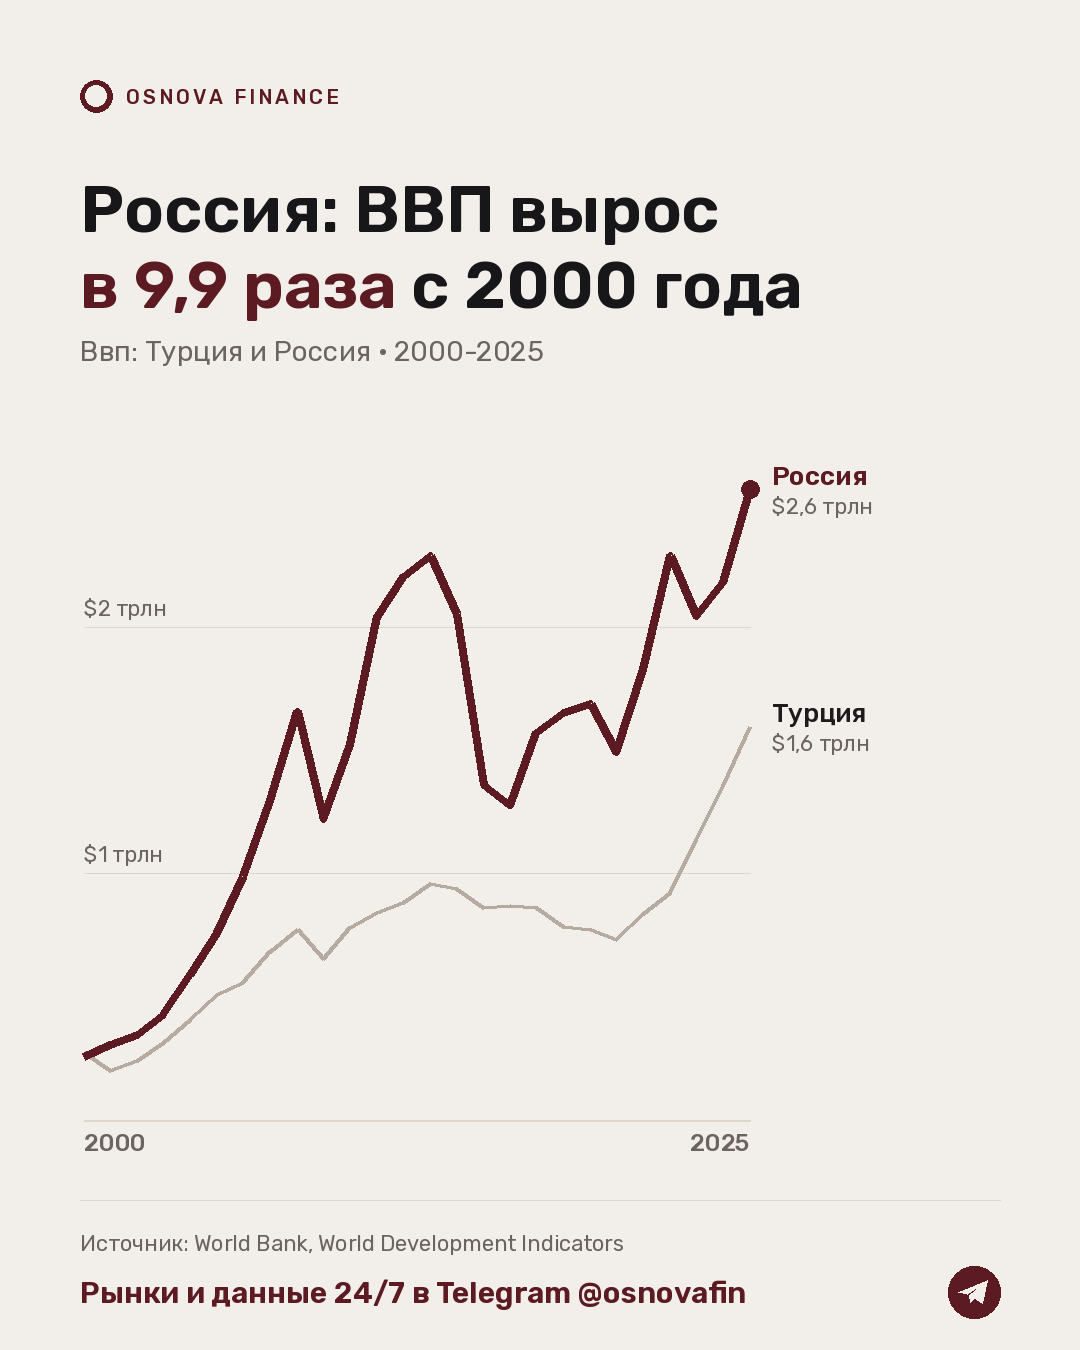 OSNOVA FINANCE
Россия: ВВП вырос
в 9,9 раза с 2000 года
Ввп: Турция и Россия • 2000-2025
Россия
$2,6 трлн
$2 трлн
Турция
$1,6 трлн
$1 трлн
2000
2025
Источник: World Bank, World Development Indicators
Рынки и данные 24/7 в Telegram @osnovafin